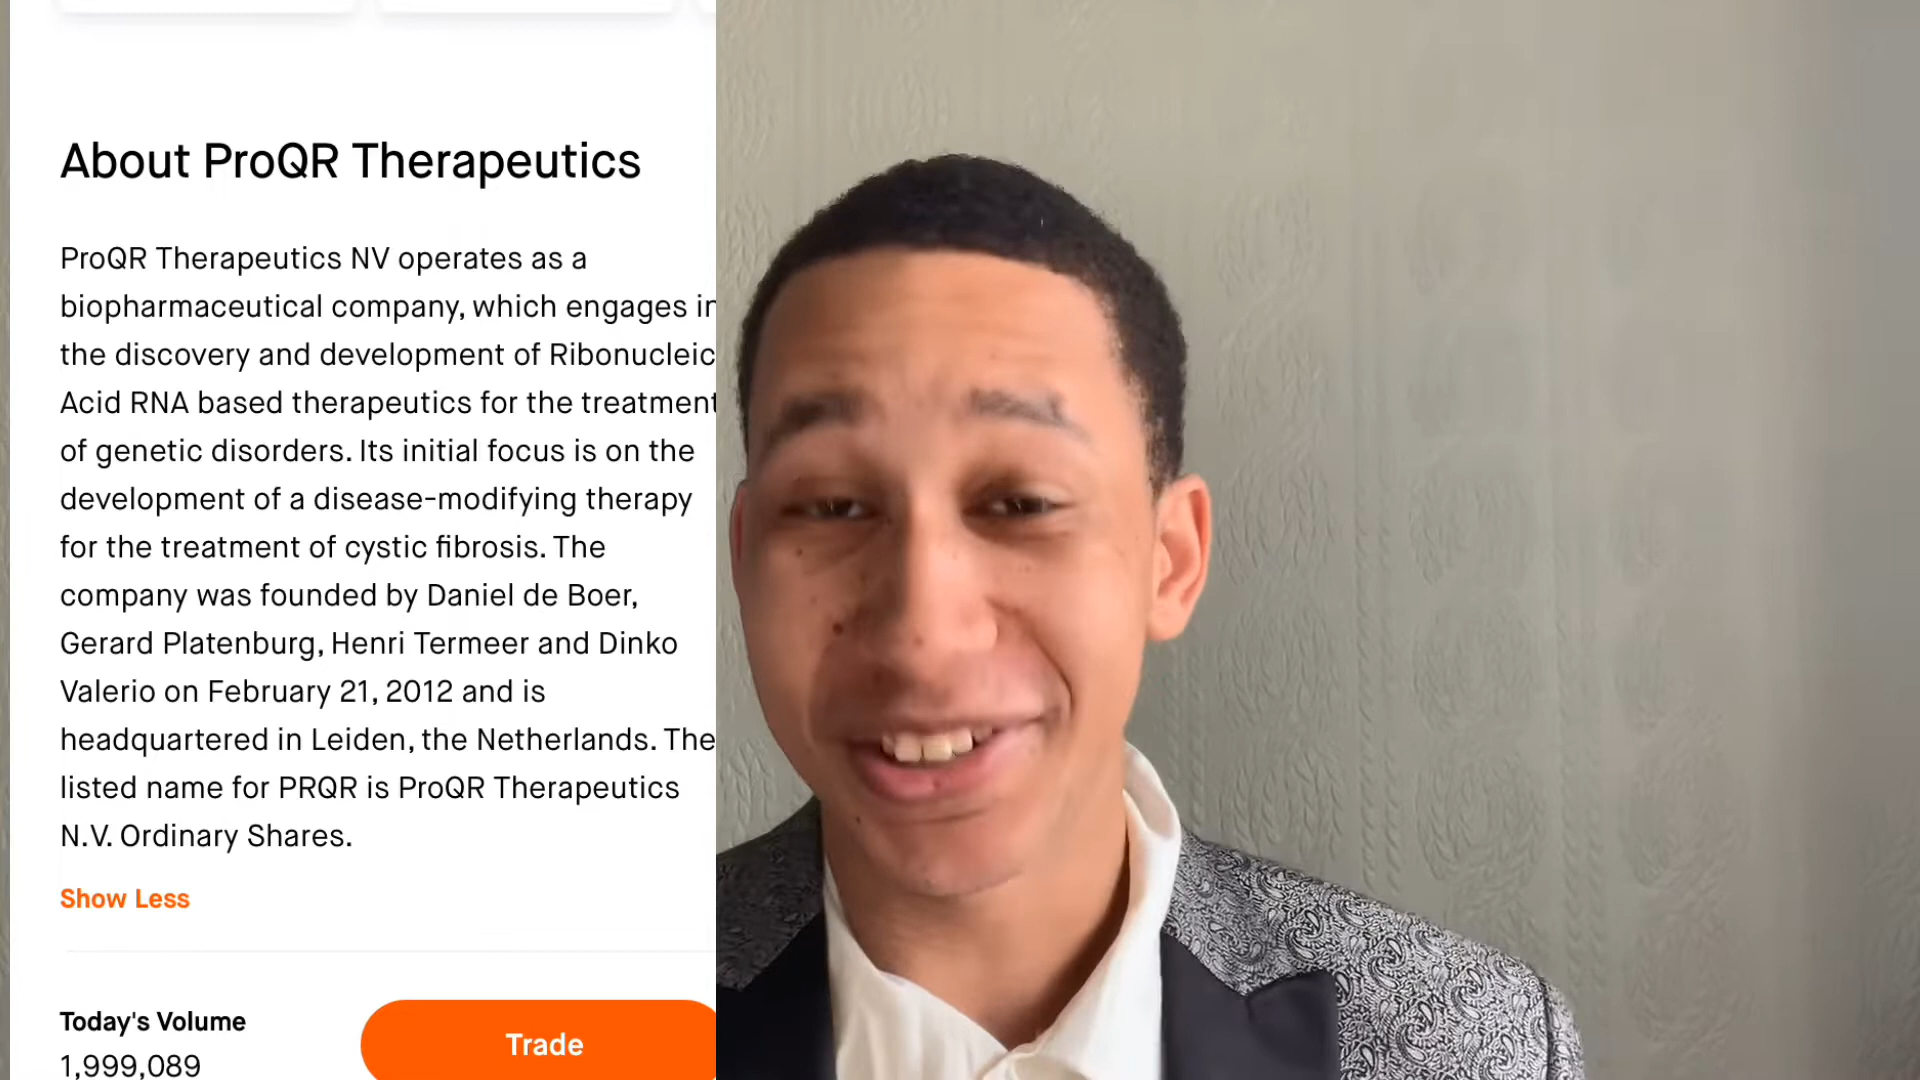 About ProQR Therapeutics
ProQR Therapeutics NV operates as a
biopharmaceutical company, which engages in
the discovery and development of Ribonucleic
Acid RNA based therapeutics for the treatment
of genetic disorders. Its initial focus is on the
development of a disease-modifying therapy
for the treatment of cystic fibrosis. The
company was founded by Daniel de Boer,
Gerard Platenburg, Henri Termeer and Dinko
Valerio on February 21, 2012 and is
headquartered in Leiden, the Netherlands. The
listed name for PRQR is ProQR Therapeutics
N.V. Ordinary Shares.
Show Less
Today's Volume
1,999,089
Trade